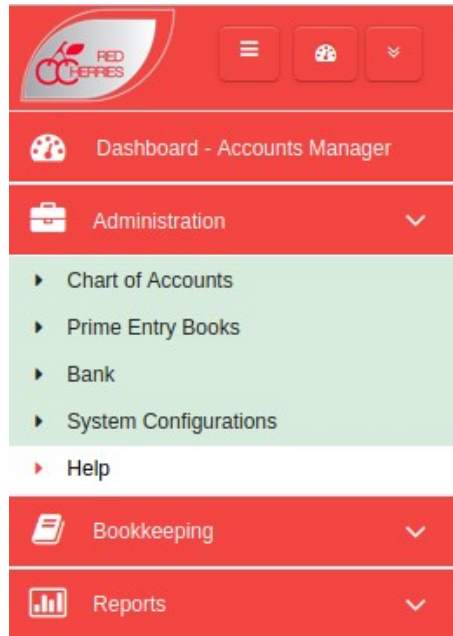 RED
CHERRIES
Dashboard - Accounts Manager
Administration
Chart of Accounts
Prime Entry Books
Bank
System Configurations
Help
Bookkeeping
Reports